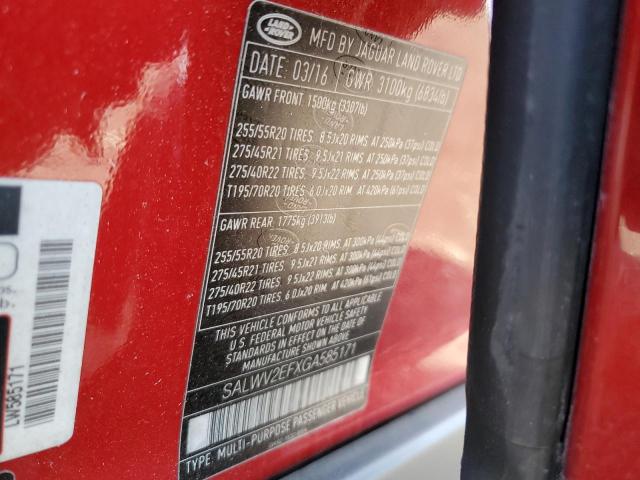 LAND ROVER
MFD BY JAGUAR LAND ROVER LTD
DATE: 03/16 GWR: 3100kg (6834lb)
GAWR FRONT 1500kg (3307lb)
255/55R20 TIRES 8.5Jx20 RIMS AT 250kPa (37psi) COLD
275/45R21 TIRES, 9.5Jx21 RIMS AT 250kPa (37psi) COLD
275/40R22 TIRES, 9.5Jx22 RIMS AT 250kPa (37psi) COLD
T195/70R20 TIRES 6.0Jx20 RIM, AT 420kPa (61psi) COLD
GAWR REAR 1775kg (3913lb)
255/55R20 TIRES, 8.5Jx20 RIMS, AT 300kPa (44psi) COLD
275/45R21 TIRES, 9.5Jx21 RIMS, AT 300kPa (44psi) COLD
275/40R22 TIRES, 9.5Jx22 RIMS, AT 300kPa (44psi) COLD
T195/70R20 TIRES, 6.0Jx20 RIM, AT 420kPa (61psi) COLD
THIS VEHICLE CONFORMS TO ALL APPLICABLE
U.S. FEDERAL MOTOR VEHICLE SAFETY
STANDARDS IN EFFECT ON THE DATE OF
MANUFACTURE SHOWN ABOVE.
SALWV2EFXGA585171
TYPE: MULTI-PURPOSE PASSENGER VEHICLE
LW585171